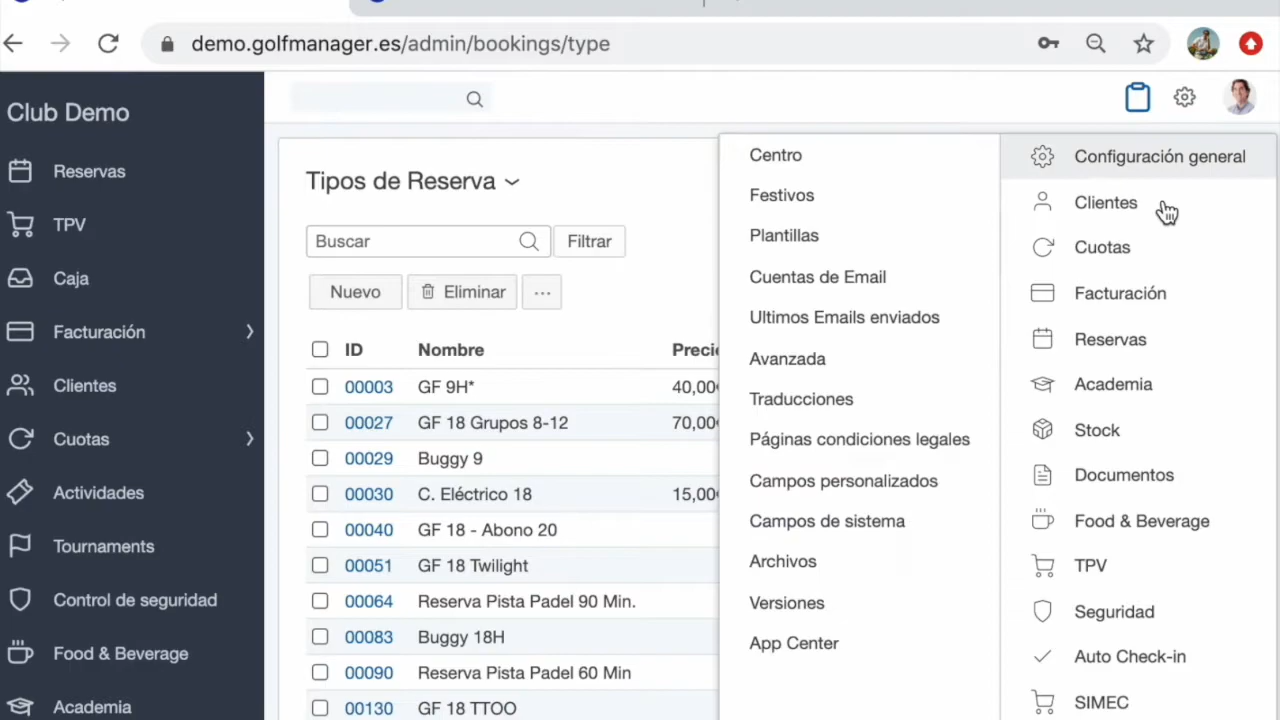 demo.golfmanager.es/admin/bookings/type
Club Demo
Reservas
TPV
Caja
Facturación
Clientes
Cuotas
Actividades
Tournaments
Control de seguridad
Food & Beverage
Academia
Tipos de Reserva
Buscar
Filtrar
Nuevo
Eliminar
...
ID Nombre Precio
00003 GF 9H* 40,00€
00027 GF 18 Grupos 8-12 70,00€
00029 Buggy 9
00030 C. Eléctrico 18 15,00€
00040 GF 18 - Abono 20
00051 GF 18 Twilight
00064 Reserva Pista Padel 90 Min.
00083 Buggy 18H
00090 Reserva Pista Padel 60 Min
00130 GF 18 TTOO
Centro
Festivos
Plantillas
Cuentas de Email
Ultimos Emails enviados
Avanzada
Traducciones
Páginas condiciones legales
Campos personalizados
Campos de sistema
Archivos
Versiones
App Center
Configuración general
Clientes
Cuotas
Facturación
Reservas
Academia
Stock
Documentos
Food & Beverage
TPV
Seguridad
Auto Check-in
SIMEC